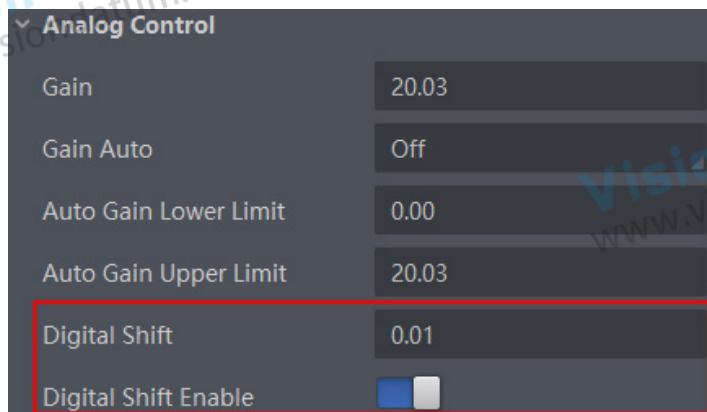 Analog Control
Gain 20.03
Gain Auto Off
Auto Gain Lower Limit 0.00
Auto Gain Upper Limit 20.03
Digital Shift 0.01
Digital Shift Enable